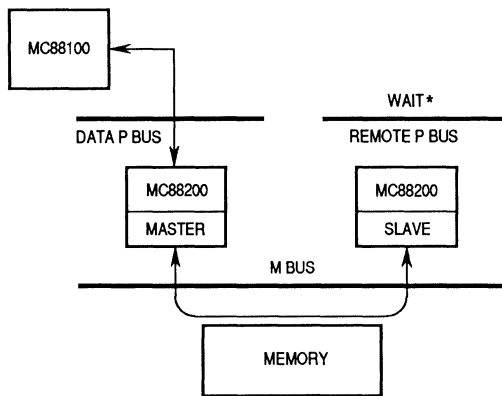 MC88100
WAIT*
DATA P BUS
REMOTE P BUS
MC88200
MC88200
MASTER
SLAVE
M BUS
MEMORY